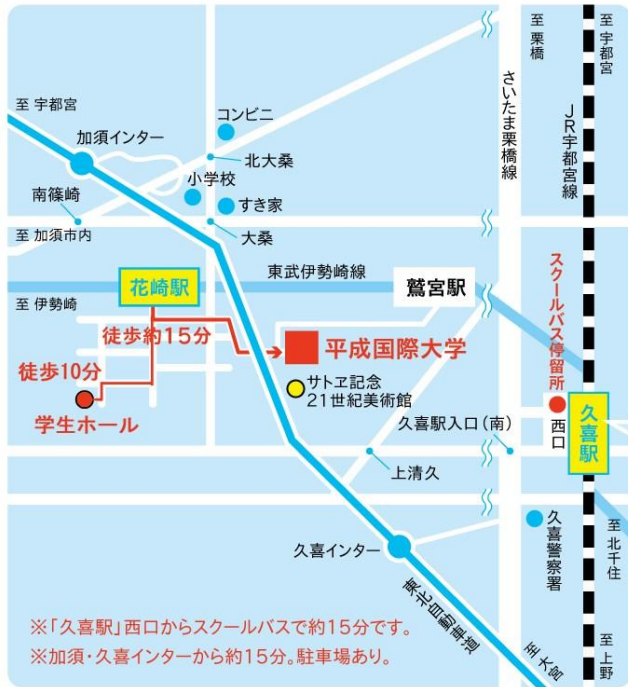 至 栗橋
至 宇都宮
さいたま栗橋線
JR宇都宮線
至 宇都宮
加須インター
コンビニ
北大桑
小学校
南篠崎
すき家
至 加須市内
大桑
花崎駅
東武伊勢崎線
鷲宮駅
至 伊勢崎
スクールバス停留所
徒歩約15分
平成国際大学
徒歩10分
サトヱ記念
21世紀美術館
学生ホール
久喜駅入口(南)
西口
久喜駅
上清久
久喜インター
久喜警察署
至 北千住
東北自動車道
至 大宮
至 上野
※「久喜駅」西口からスクールバスで約15分です。
※加須・久喜インターから約15分。駐車場あり。